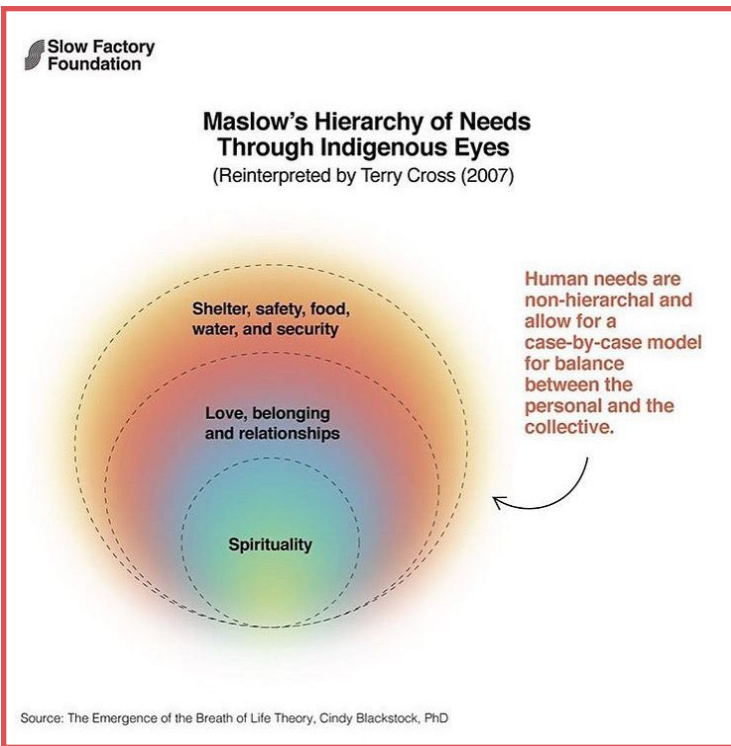 Slow Factory
Foundation
Maslow's Hierarchy of Needs
Through Indigenous Eyes
(Reinterpreted by Terry Cross (2007)
Shelter, safety, food,
water, and security
Love, belonging
and relationships
Spirituality
Human needs are
non-hierarchal and
allow for a
case-by-case model
for balance
between the
personal and the
collective.
Source: The Emergence of the Breath of Life Theory, Cindy Blackstock, PhD